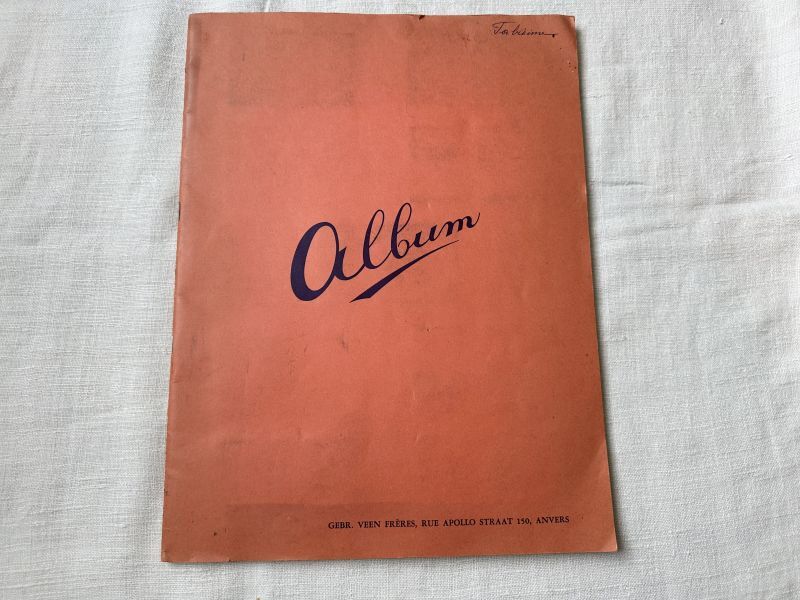 Album
GEBR. VEEN FRÈRES, RUE APOLLO STRAAT 150, ANVERS